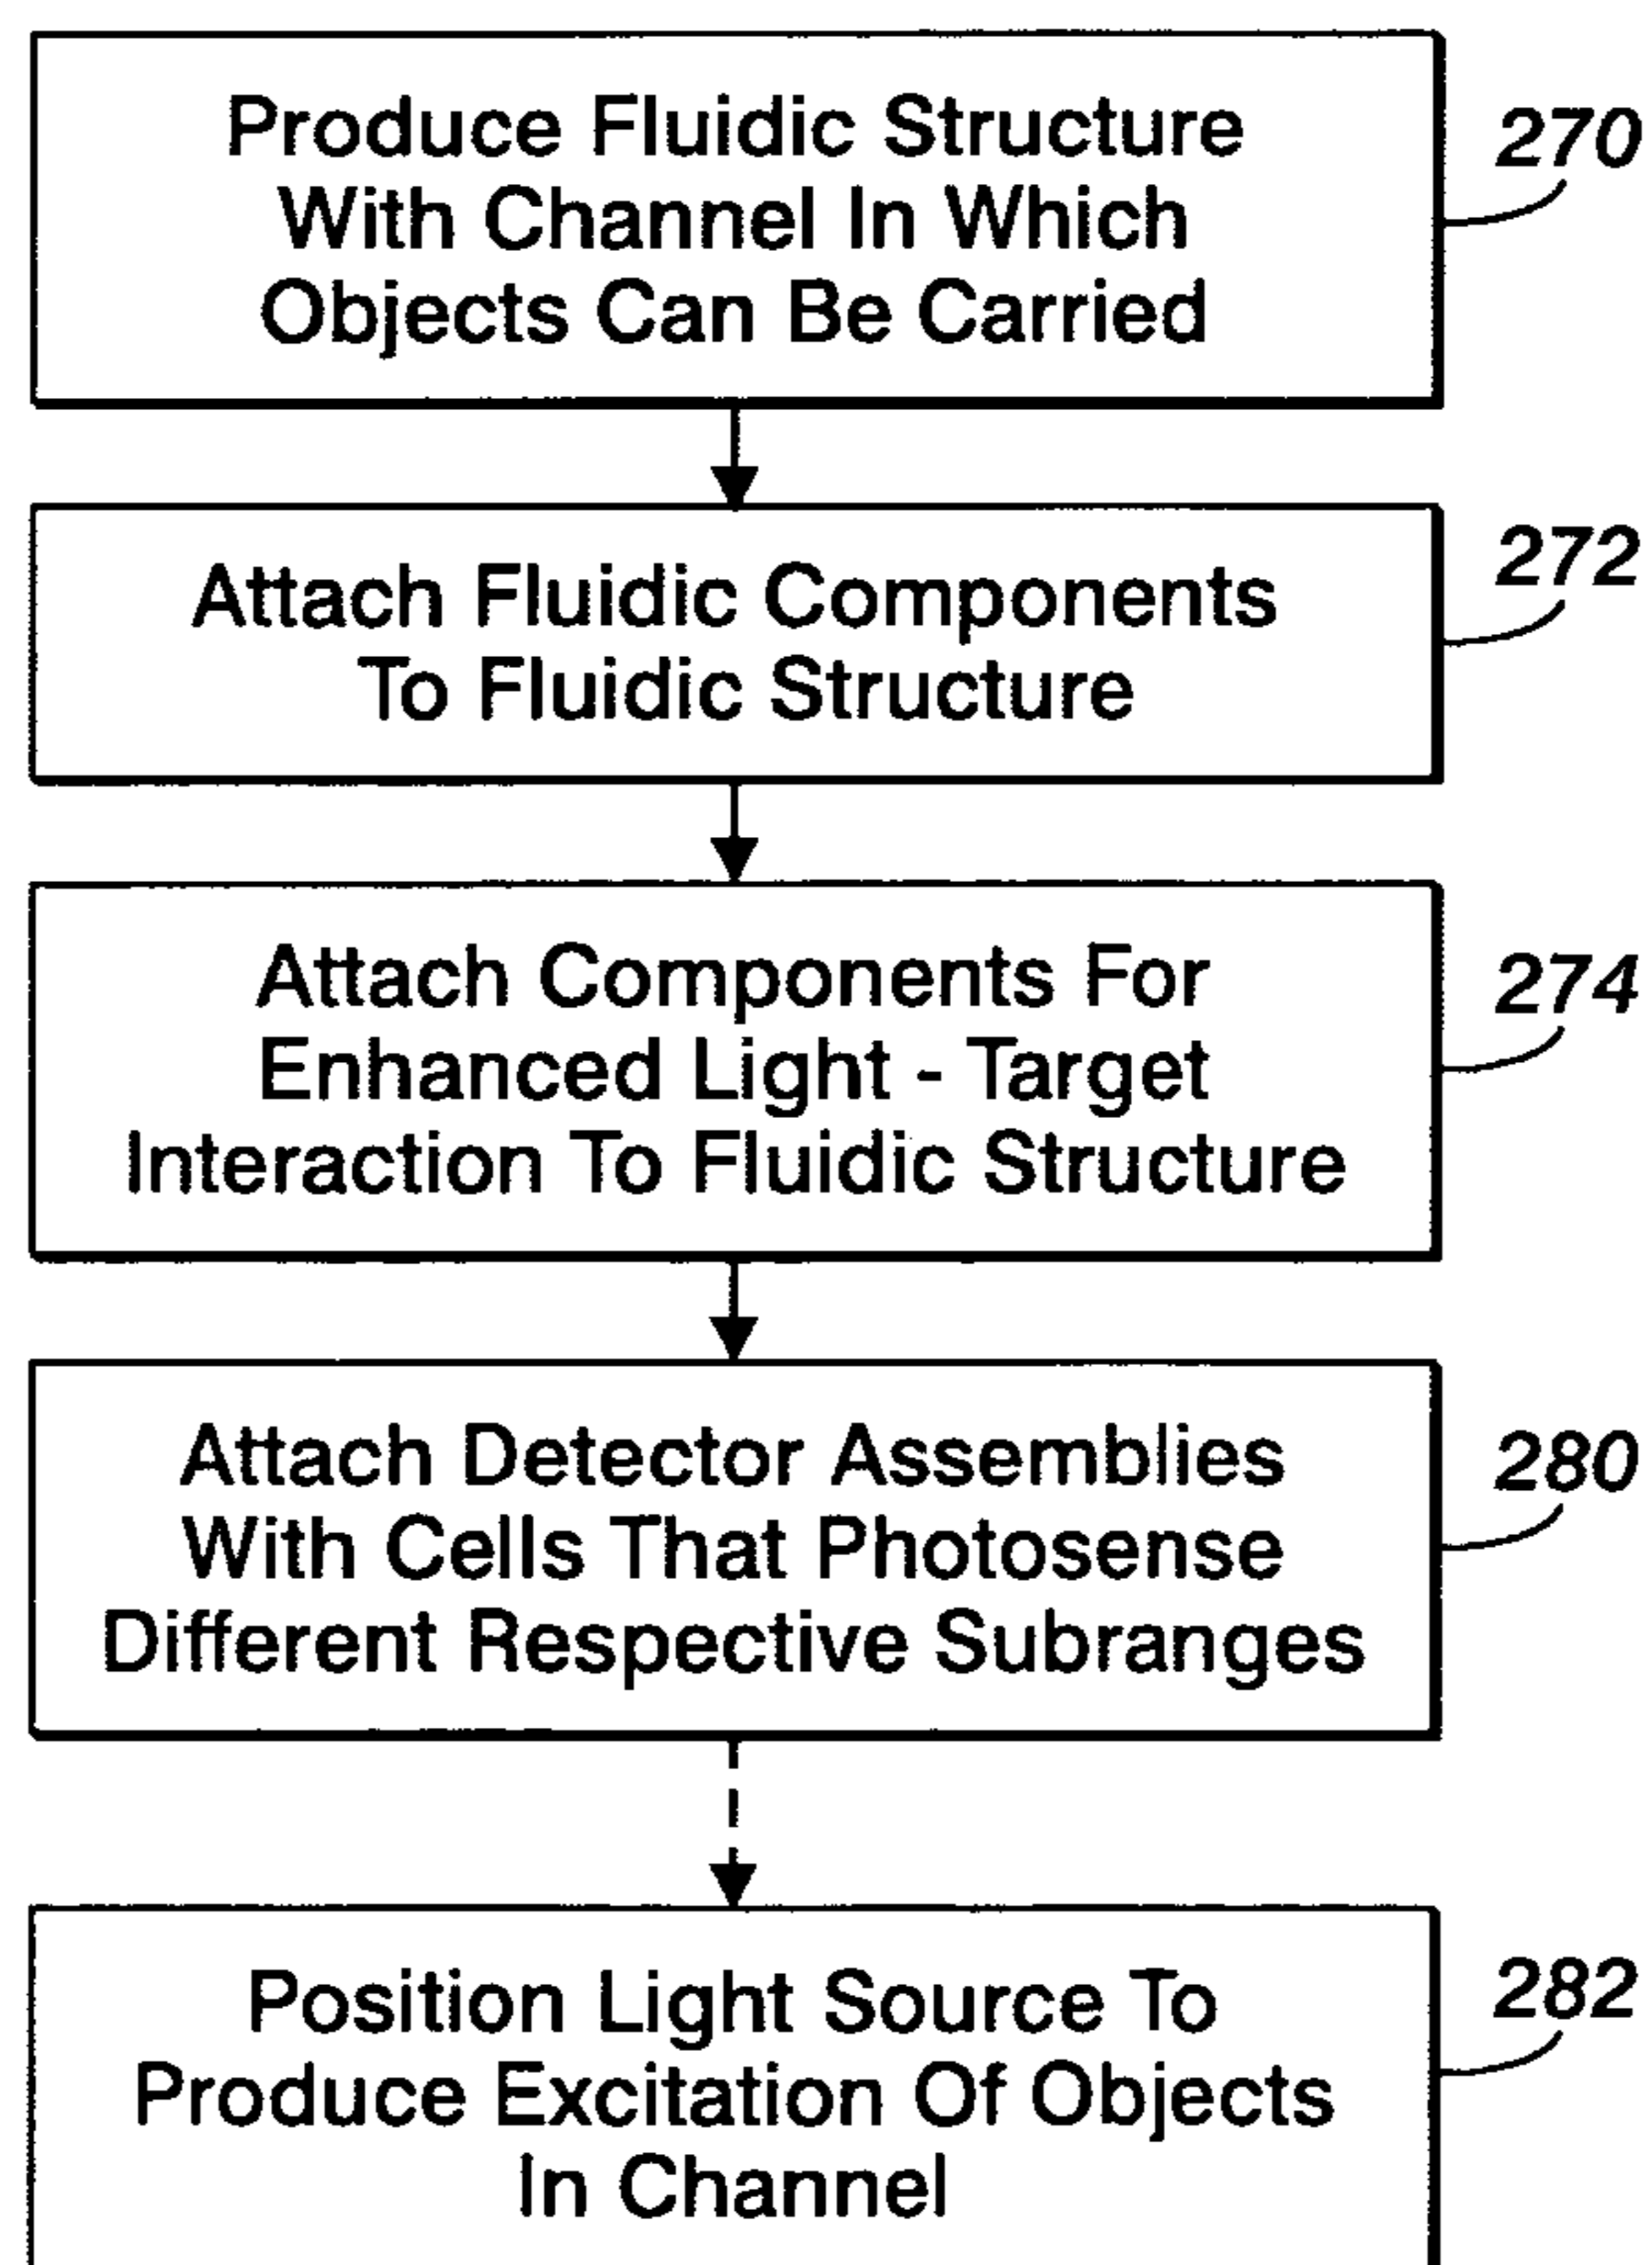 Produce Fluidic Structure
With Channel In Which
Objects Can Be Carried
270
Attach Fluidic Components
To Fluidic Structure
272
Attach Components For
Enhanced Light - Target
Interaction To Fluidic Structure
274
Attach Detector Assemblies
With Cells That Photosense
Different Respective Subranges
280
Position Light Source To
Produce Excitation Of Objects
In Channel
282